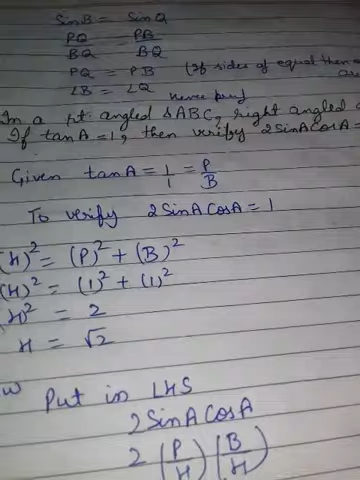 SinB = SinQ
PQ PB
BQ BQ
PQ = PB (If sides of equal then
∠B = ∠Q
In a rt. angled ΔABC, right angled
If tanA = 1, then verify 2SinACosA =
Given tanA = 1/1 = P/B
To verify 2SinACosA = 1
(H)² = (P)² + (B)²
(H)² = (1)² + (1)²
H² = 2
H = √2
Put in LHS
2SinACosA
2 (P/H) (B/H)